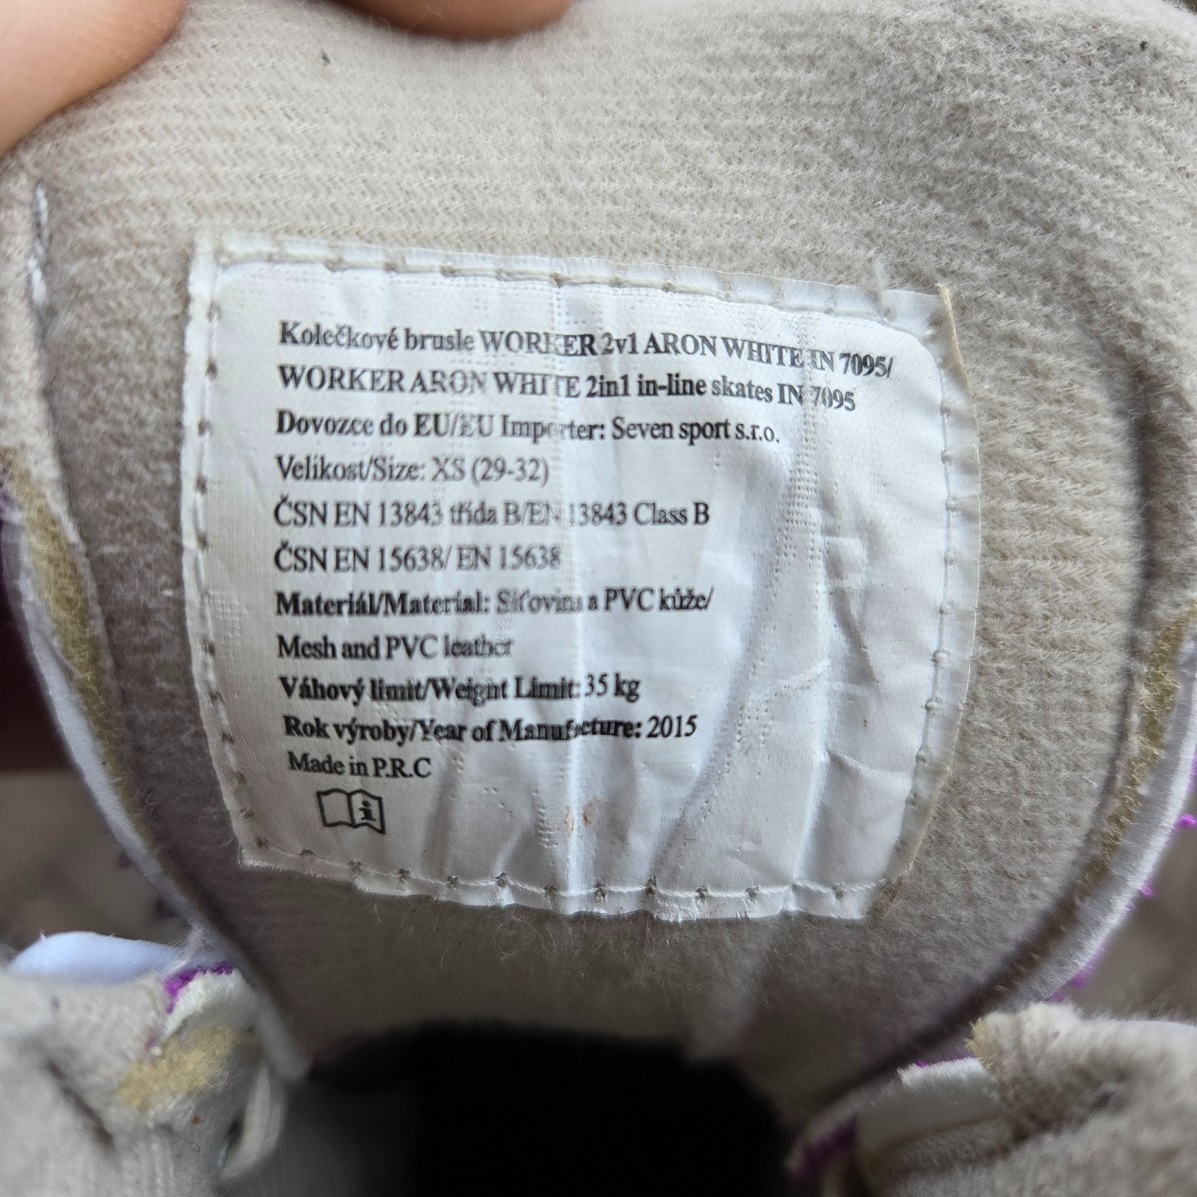 Kolečkové brusle WORKER 2v1 ARON WHITE IN 7095/
WORKER ARON WHITE 2in1 in-line skates IN 7095
Dovozce do EU/EU Importer: Seven sport s.r.o.
Velikost/Size: XS (29-32)
ČSN EN 13843 třída B/EN 13843 Class B
ČSN EN 15638/ EN 15638
Materiál/Material: Síťovina a PVC kůže/
Mesh and PVC leather
Váhový limit/Weignt Limit: 35 kg
Rok výroby/Year of Manufacture: 2015
Made in P.R.C